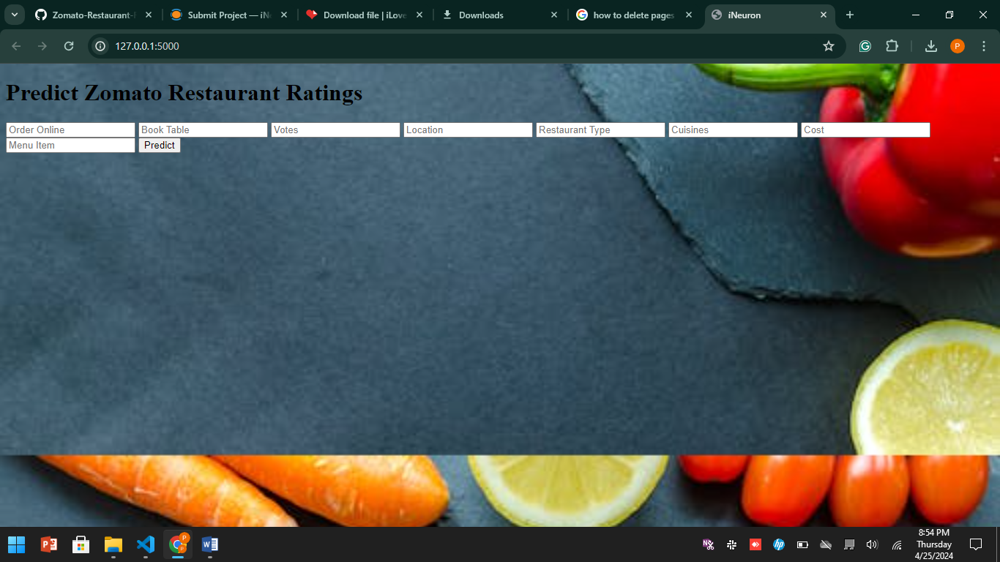 Zomato-Restaurant-
Submit Project — iN
Download file | iLove
Downloads
how to delete pages
iNeuron
127.0.0.1:5000
P
Predict Zomato Restaurant Ratings
Order Online Book Table Votes Location Restaurant Type Cuisines Cost
Menu Item Predict
8:54 PM
Thursday
4/25/2024